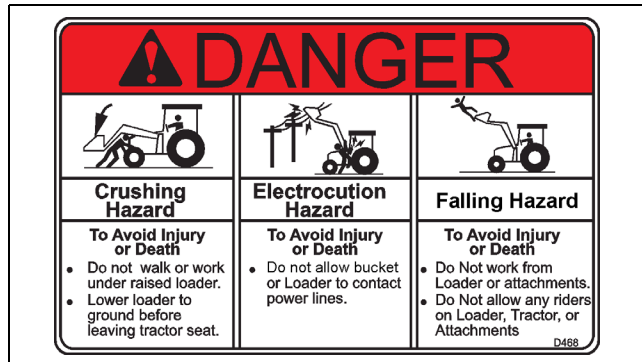 DANGER
Crushing
Hazard
To Avoid Injury
or Death
• Do not walk or work
under raised loader.
• Lower loader to
ground before
leaving tractor seat.
Electrocution
Hazard
To Avoid Injury
or Death
• Do not allow bucket
or Loader to contact
power lines.
Falling Hazard
To Avoid Injury
or Death
• Do Not work from
Loader or attachments.
• Do Not allow any riders
on Loader, Tractor, or
Attachments
D468